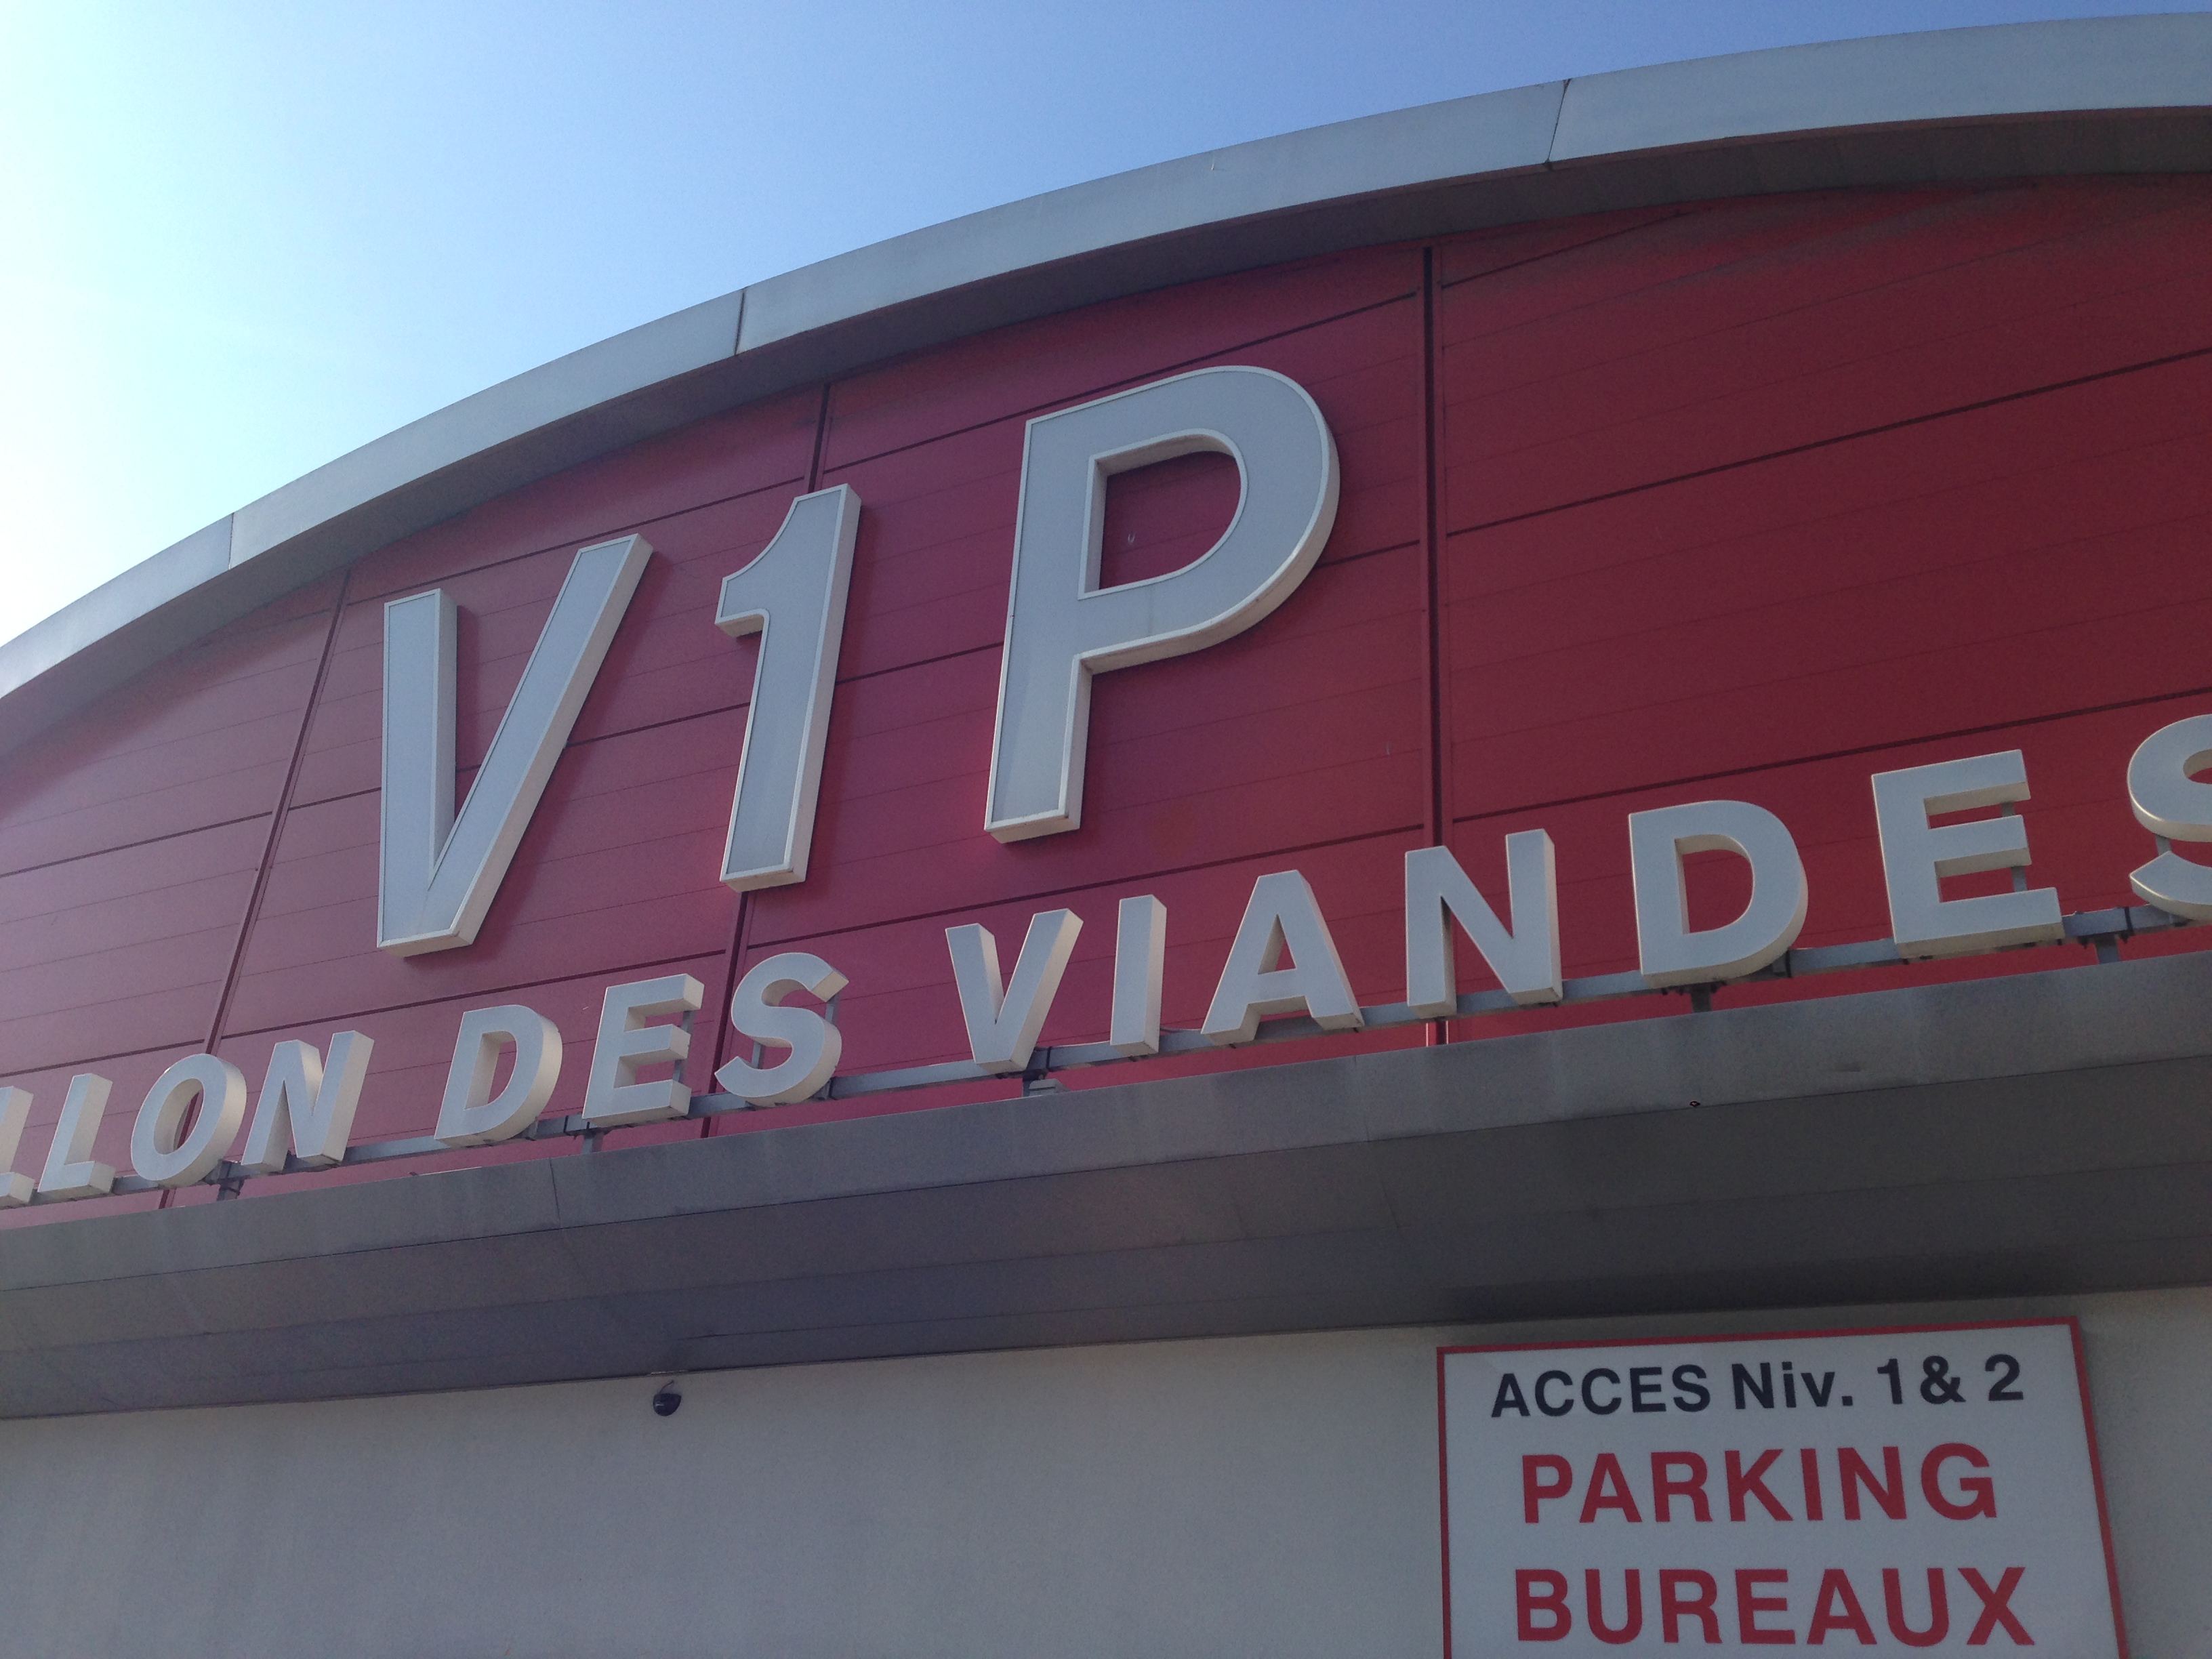 V1P
LLON DES VIANDES
ACCES Niv. 1 & 2
PARKING
BUREAUX